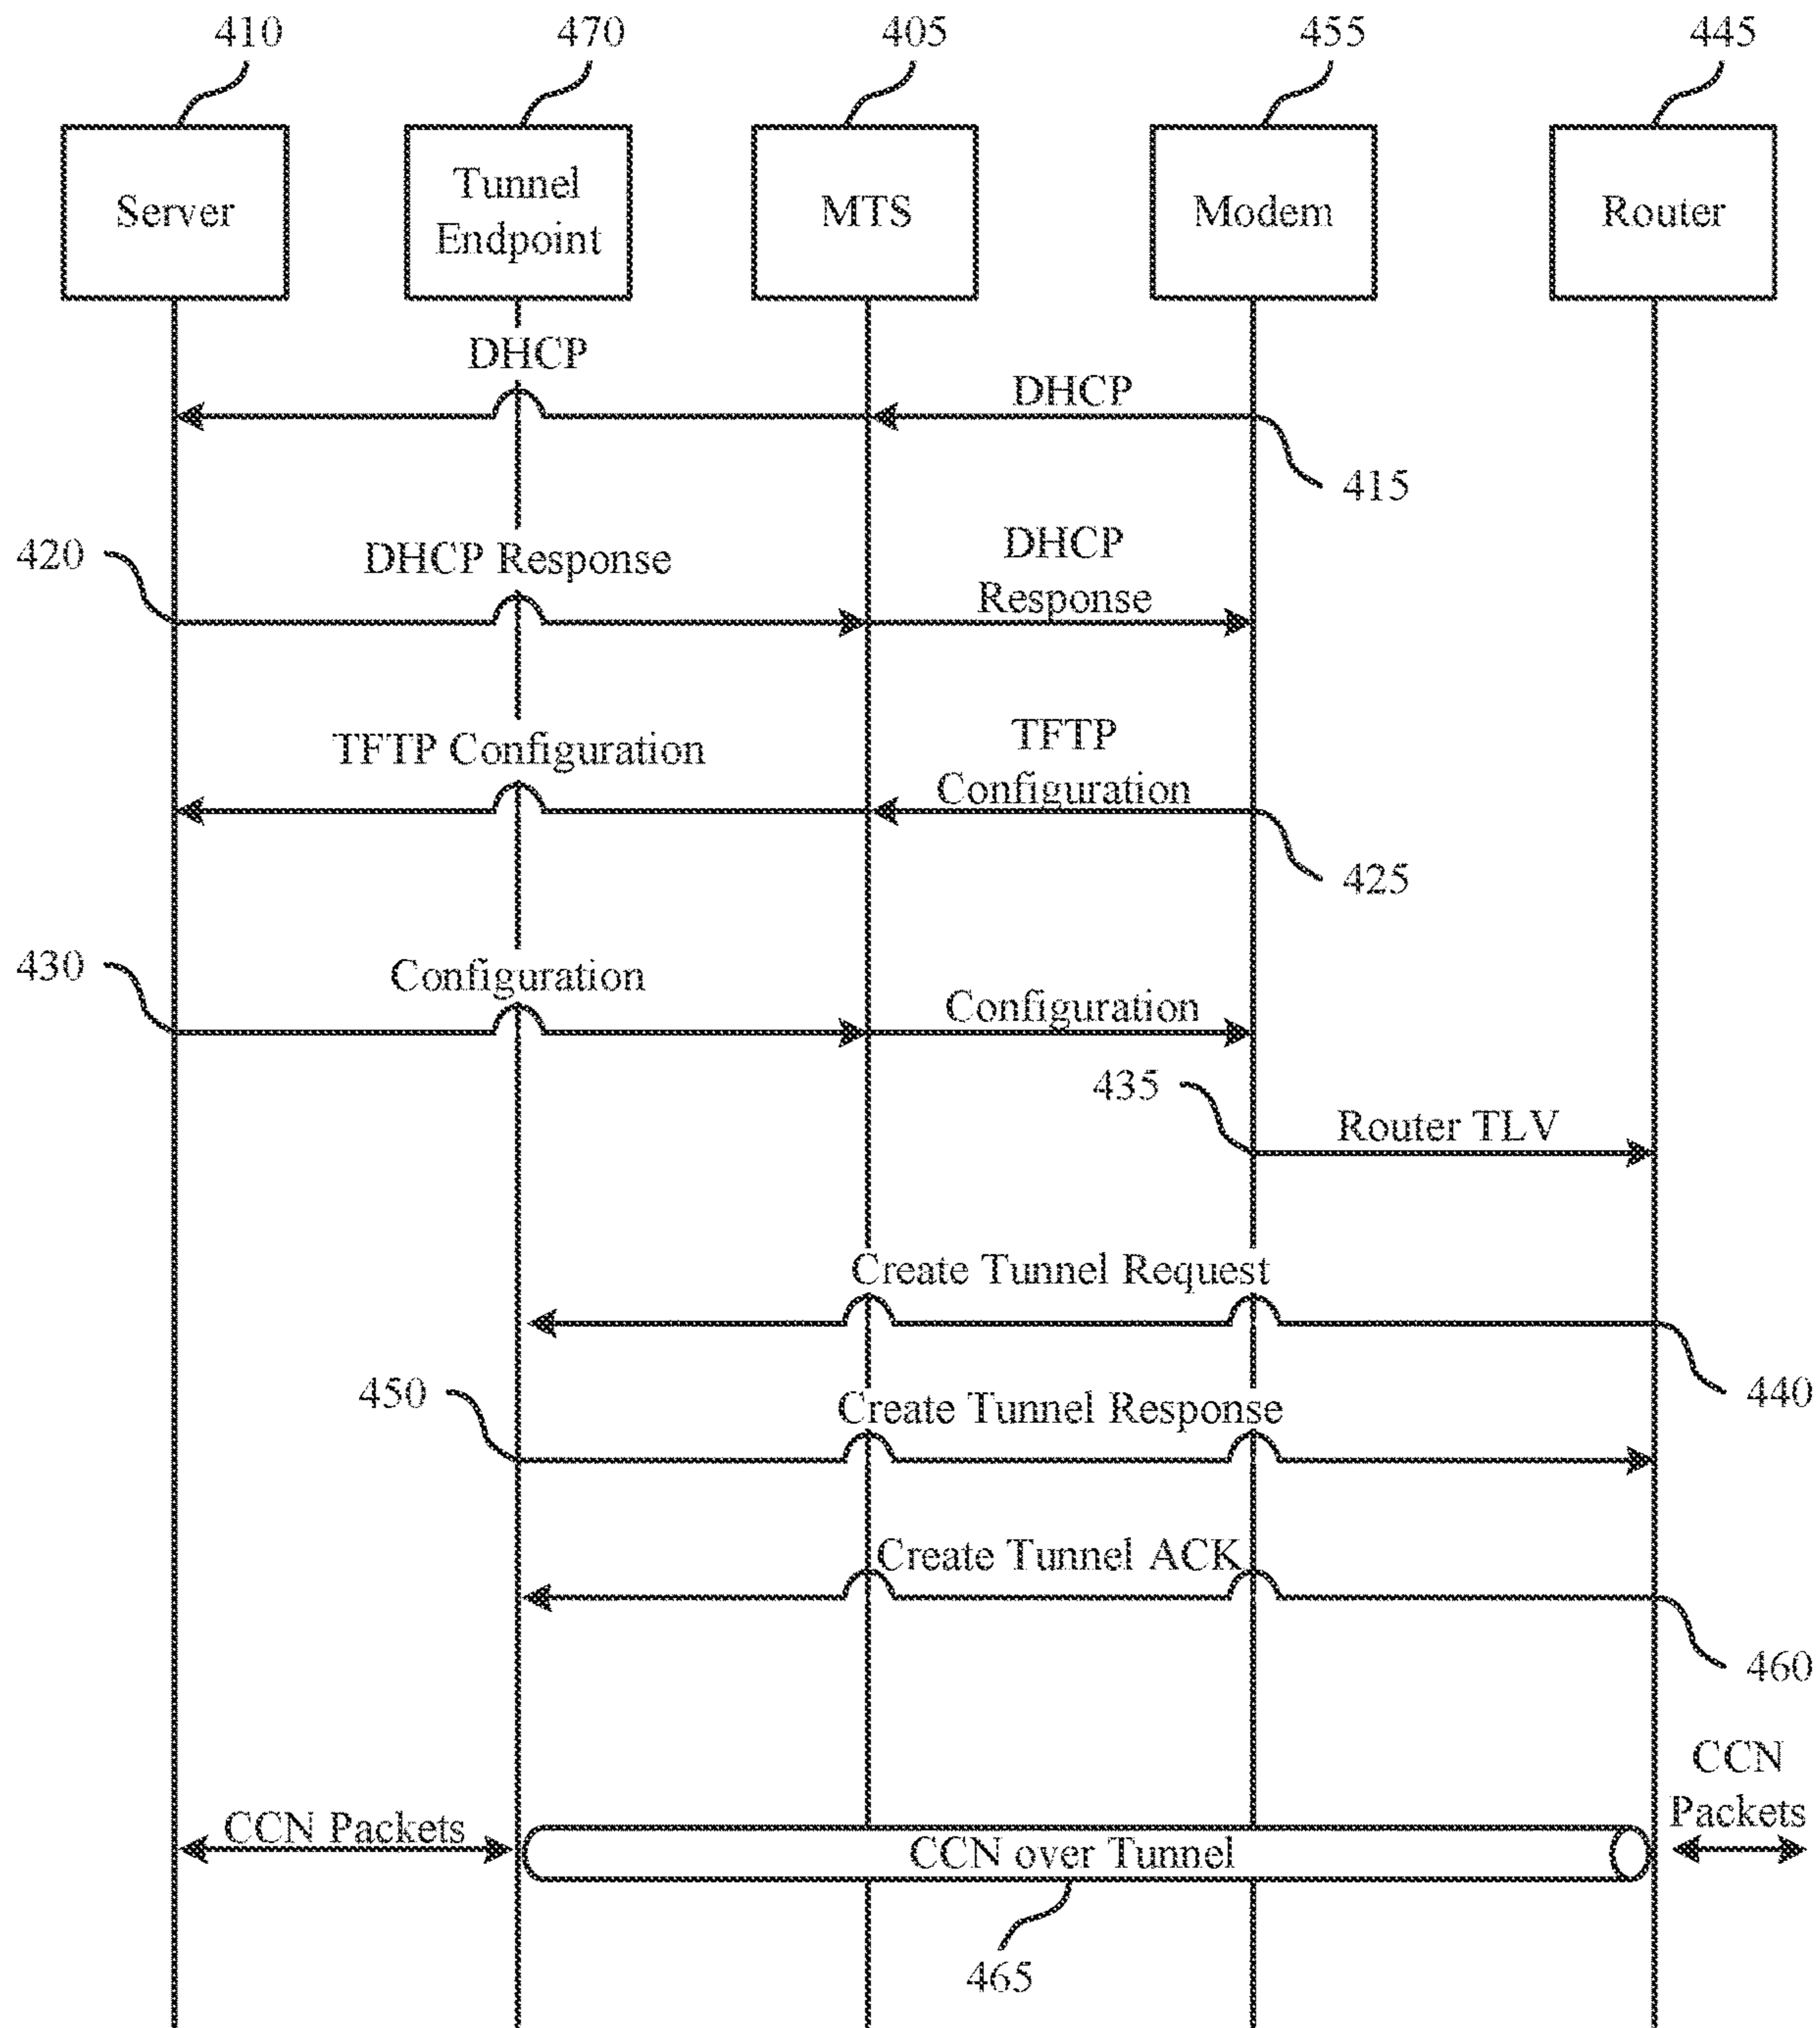 410
470
405
455
445
Server
Tunnel
Endpoint
MTS
Modem
Router
DHCP
DHCP
415
420
DHCP Response
DHCP
Response
TFTP Configuration
TFTP
Configuration
425
430
Configuration
Configuration
435
Router TLV
Create Tunnel Request
440
450
Create Tunnel Response
Create Tunnel ACK
460
CCN Packets
CCN over Tunnel
CCN
Packets
465